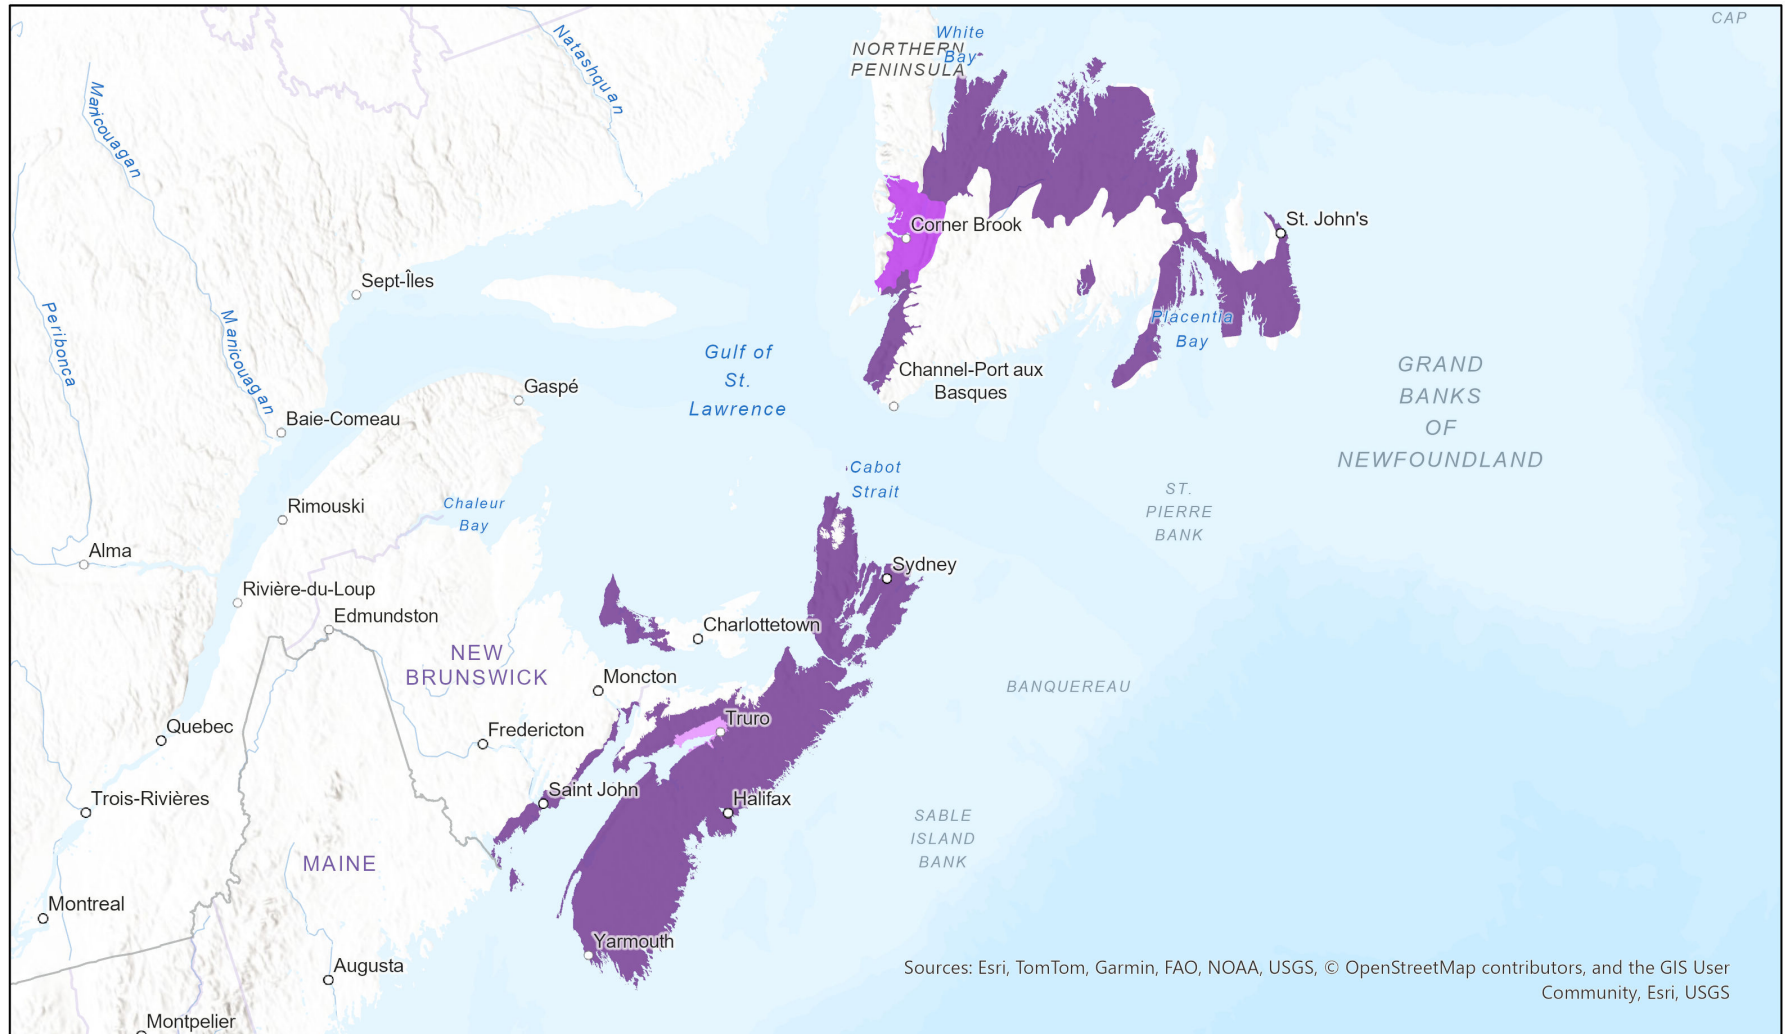 CAP
White
Bay
NORTHERN
PENINSULA
Natashquan
Manicouagan
St. John's
Corner Brook
Sept-Îles
Peribonca
Manicouagan
Placentia
Bay
Gulf of
St.
Lawrence
Channel-Port aux
Basques
GRAND
BANKS
OF
NEWFOUNDLAND
Gaspé
Baie-Comeau
Cabot
Strait
Chaleur
Bay
ST.
PIERRE
BANK
Rimouski
Alma
Sydney
Rivière-du-Loup
Edmundston
Charlottetown
NEW
BRUNSWICK
Moncton
BANQUEREAU
Truro
Quebec
Fredericton
Saint John
Halifax
Trois-Rivières
SABLE
ISLAND
BANK
MAINE
Montreal
Yarmouth
Augusta
Sources: Esri, TomTom, Garmin, FAO, NOAA, USGS, © OpenStreetMap contributors, and the GIS User
Community, Esri, USGS
Montpelier